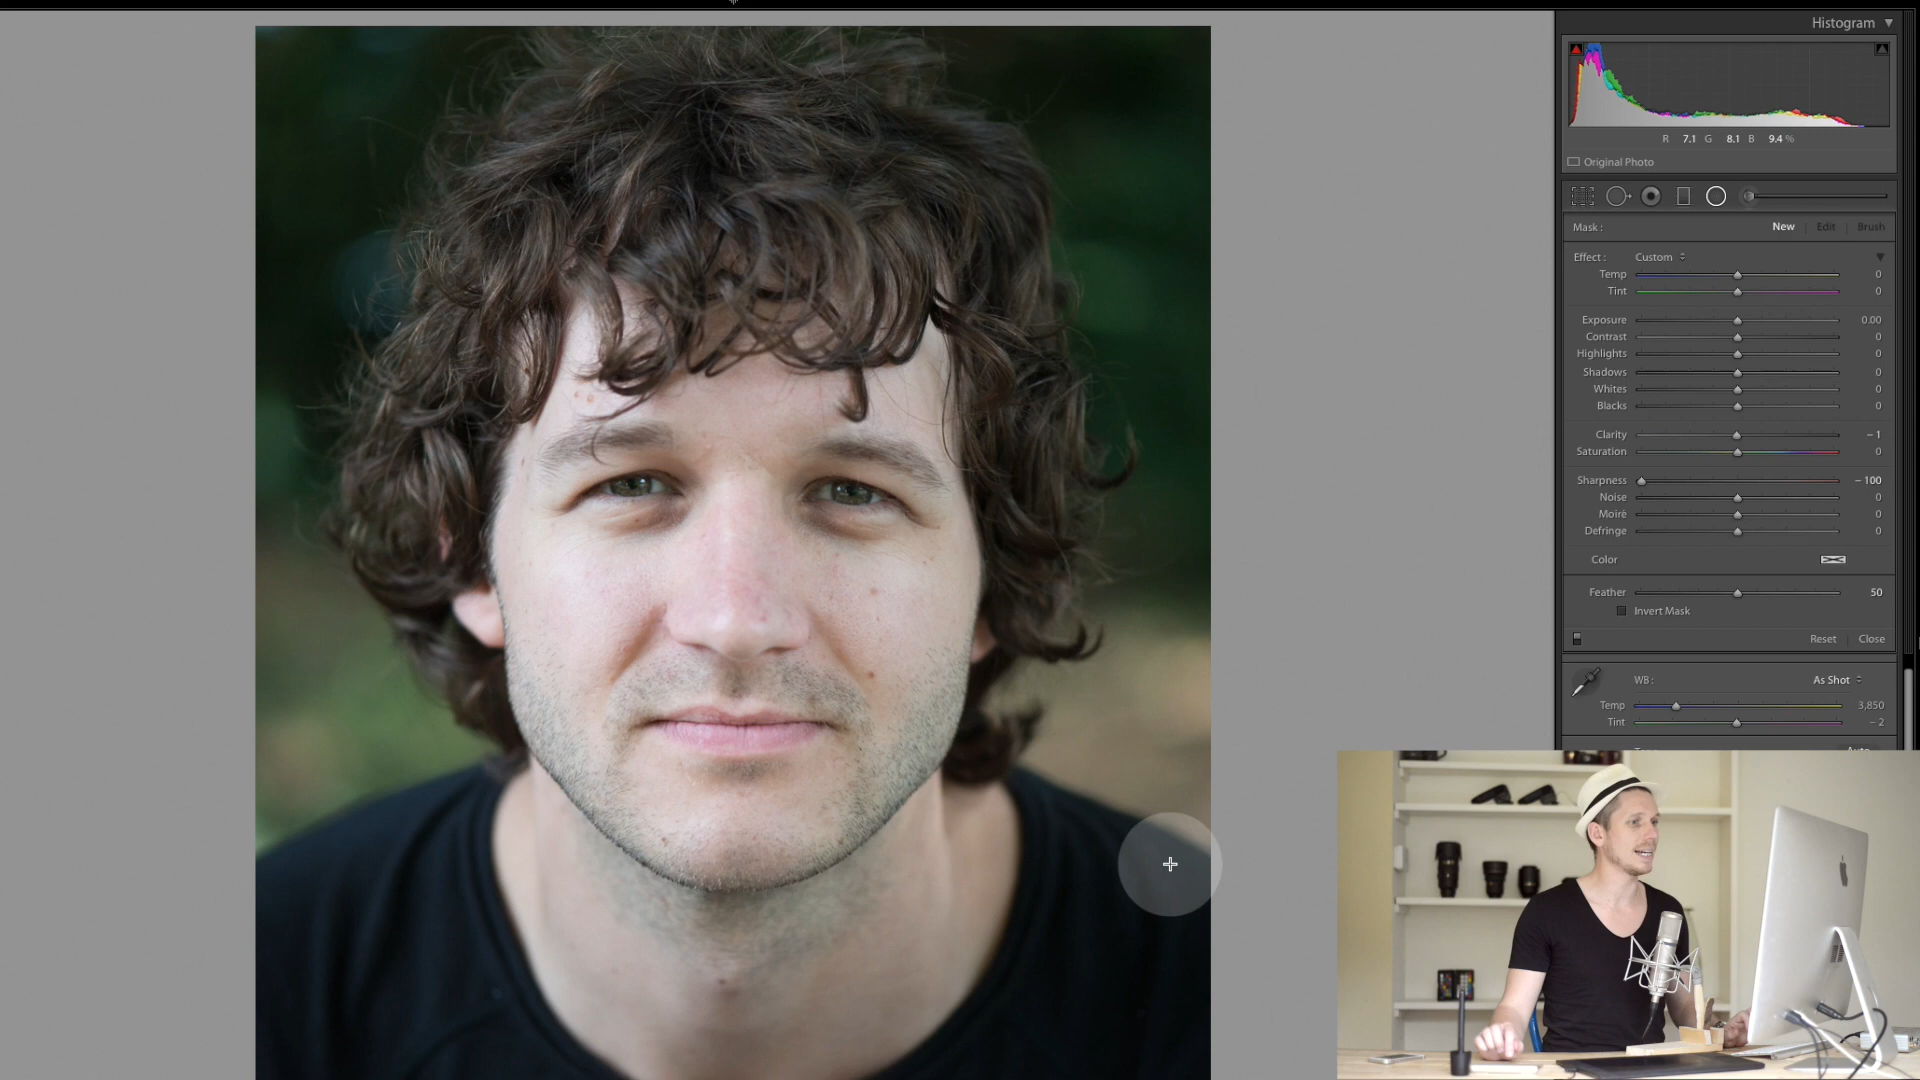 Histogram
R 7.1 G 8.1 B 9.4 %
Original Photo
Mask : New Edit Brush
Effect : Custom
Temp 0
Tint 0
Exposure 0.00
Contrast 0
Highlights 0
Shadows 0
Whites 0
Blacks 0
Clarity – 1
Saturation 0
Sharpness – 100
Noise 0
Moiré 0
Defringe 0
Color
Feather 50
Invert Mask
Reset Close
WB : As Shot
Temp 3,850
Tint – 2